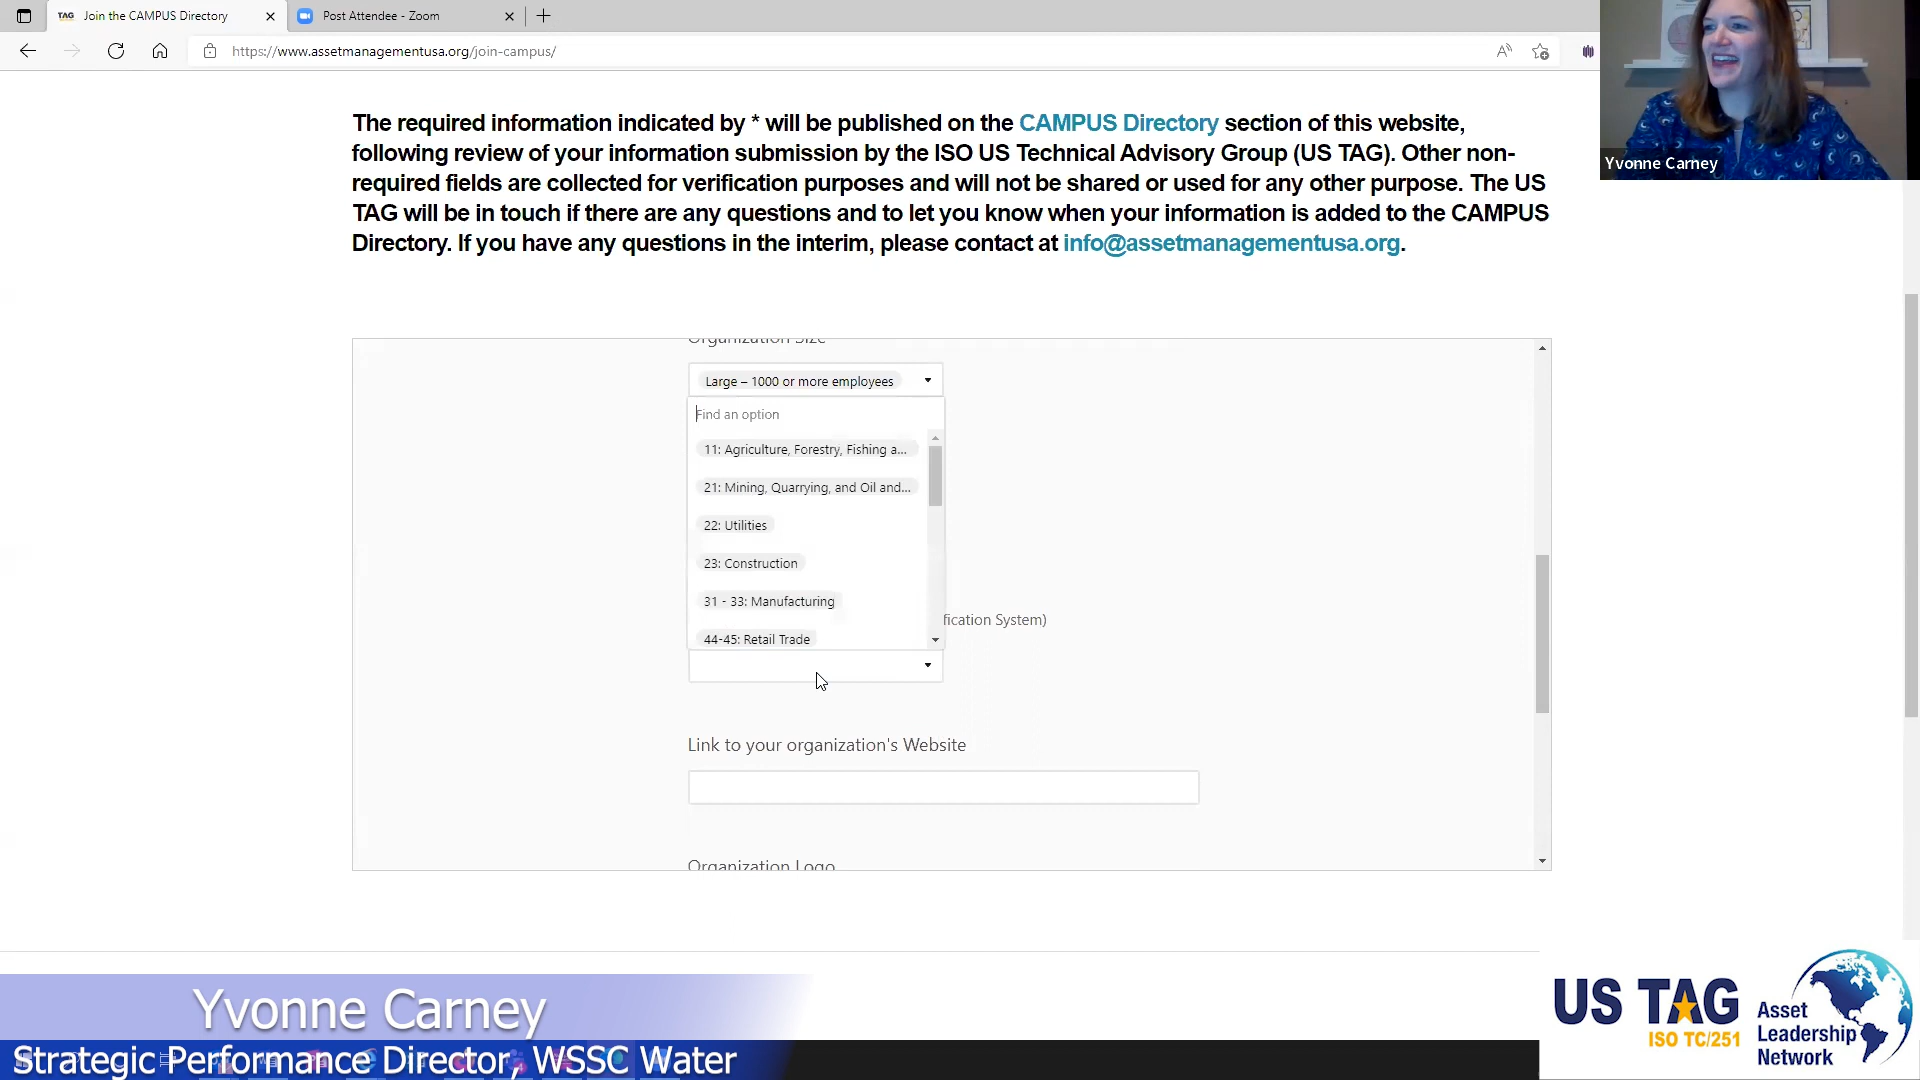 TAG Join the CAMPUS Directory
Post Attendee - Zoom
https://www.assetmanagementusa.org/join-campus/
Yvonne Carney
The required information indicated by * will be published on the CAMPUS Directory section of this website,
following review of your information submission by the ISO US Technical Advisory Group (US TAG). Other non-
required fields are collected for verification purposes and will not be shared or used for any other purpose. The US
TAG will be in touch if there are any questions and to let you know when your information is added to the CAMPUS
Directory. If you have any questions in the interim, please contact at info@assetmanagementusa.org.
Organization Size
Large – 1000 or more employees
Find an option
11: Agriculture, Forestry, Fishing a...
21: Mining, Quarrying, and Oil and...
22: Utilities
23: Construction
31 - 33: Manufacturing
fication System)
44-45: Retail Trade
Link to your organization's Website
Organization Logo
Yvonne Carney
Strategic Performance Director, WSSC Water
US TAG
ISO TC/251
Asset
Leadership
Network